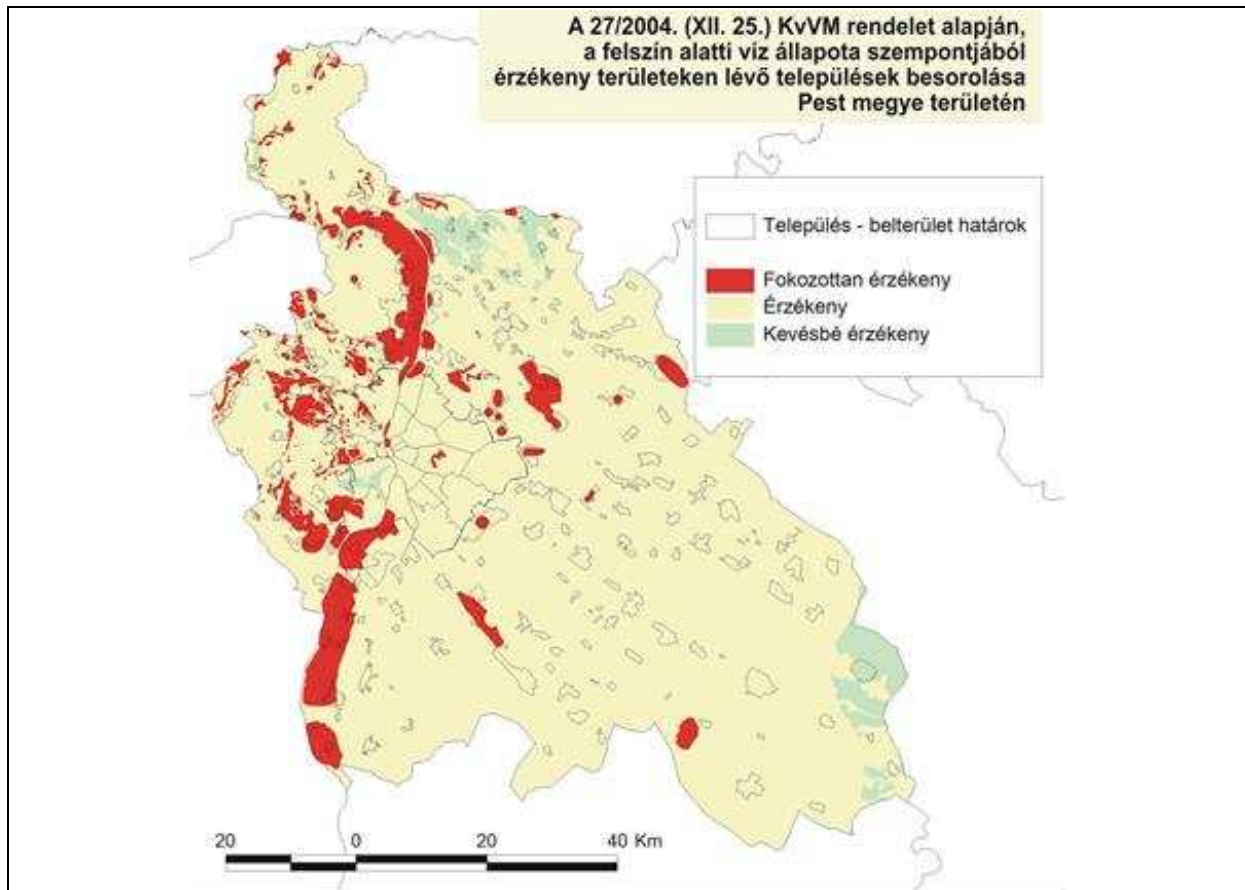 A 27/2004. (XII. 25.) KvVM rendelet alapján,
a felszín alatti víz állapota szempontjából
érzékeny területeken lévő települések besorolása
Pest megye területén
Település - belterület határok
Fokozottan érzékeny
Érzékeny
Kevésbé érzékeny
20 0 20 40 Km